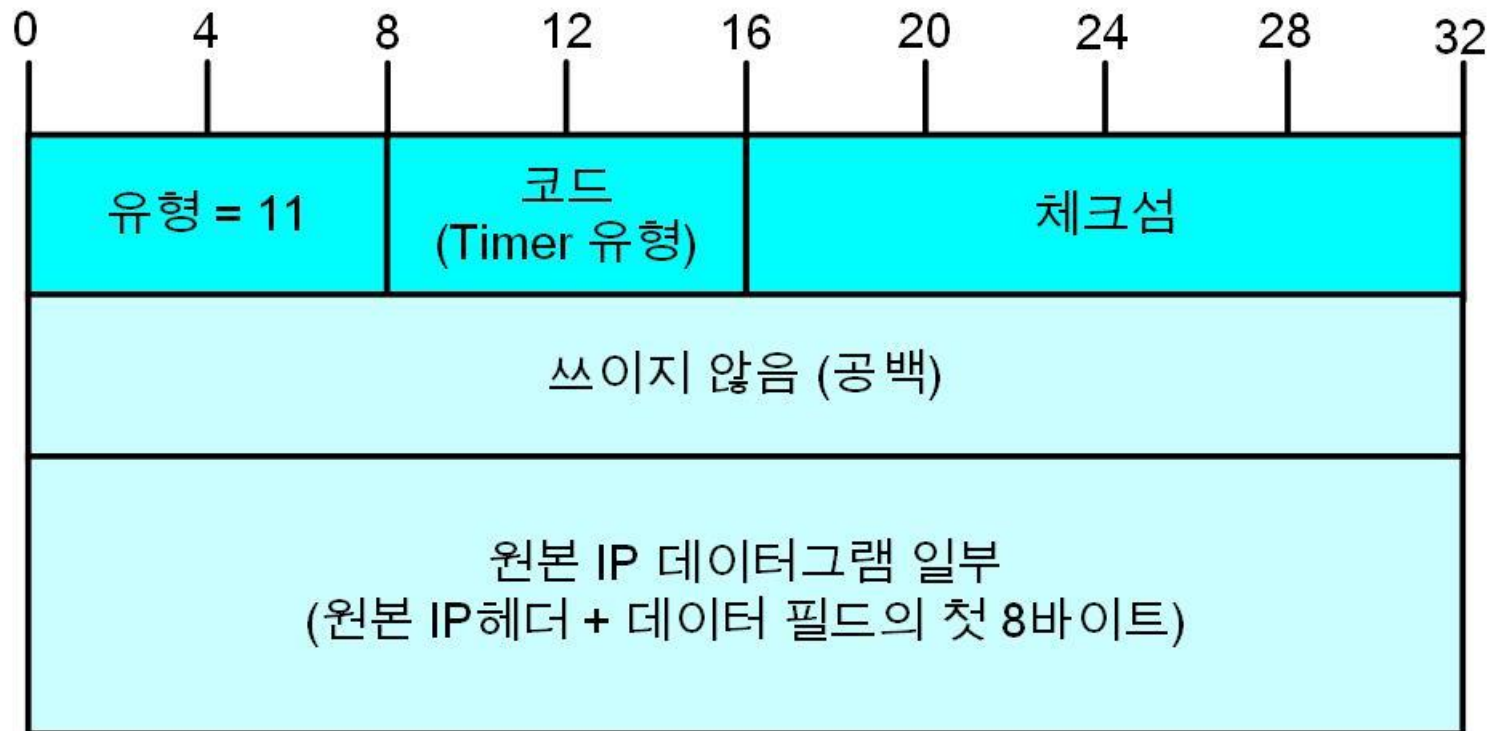 0 4 8 12 16 20 24 28 32
유형 = 11
코드
(Timer 유형)
체크섬
쓰이지 않음 (공백)
원본 IP 데이터그램 일부
(원본 IP헤더 + 데이터 필드의 첫 8바이트)